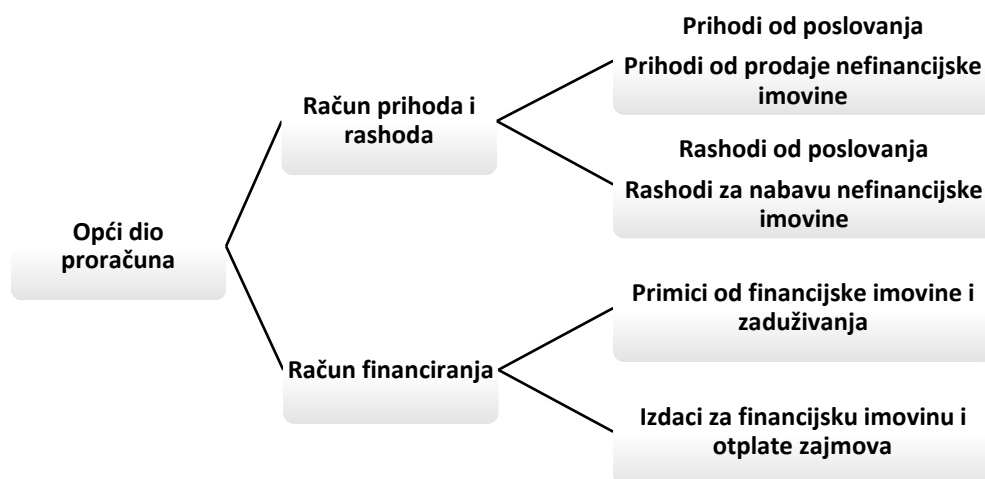 Opći dio
proračuna
Račun prihoda i
rashoda
Prihodi od poslovanja
Prihodi od prodaje nefinancijske
imovine
Rashodi od poslovanja
Rashodi za nabavu nefinancijske
imovine
Račun financiranja
Primici od financijske imovine i
zaduživanja
Izdaci za financijsku imovinu i
otplate zajmova